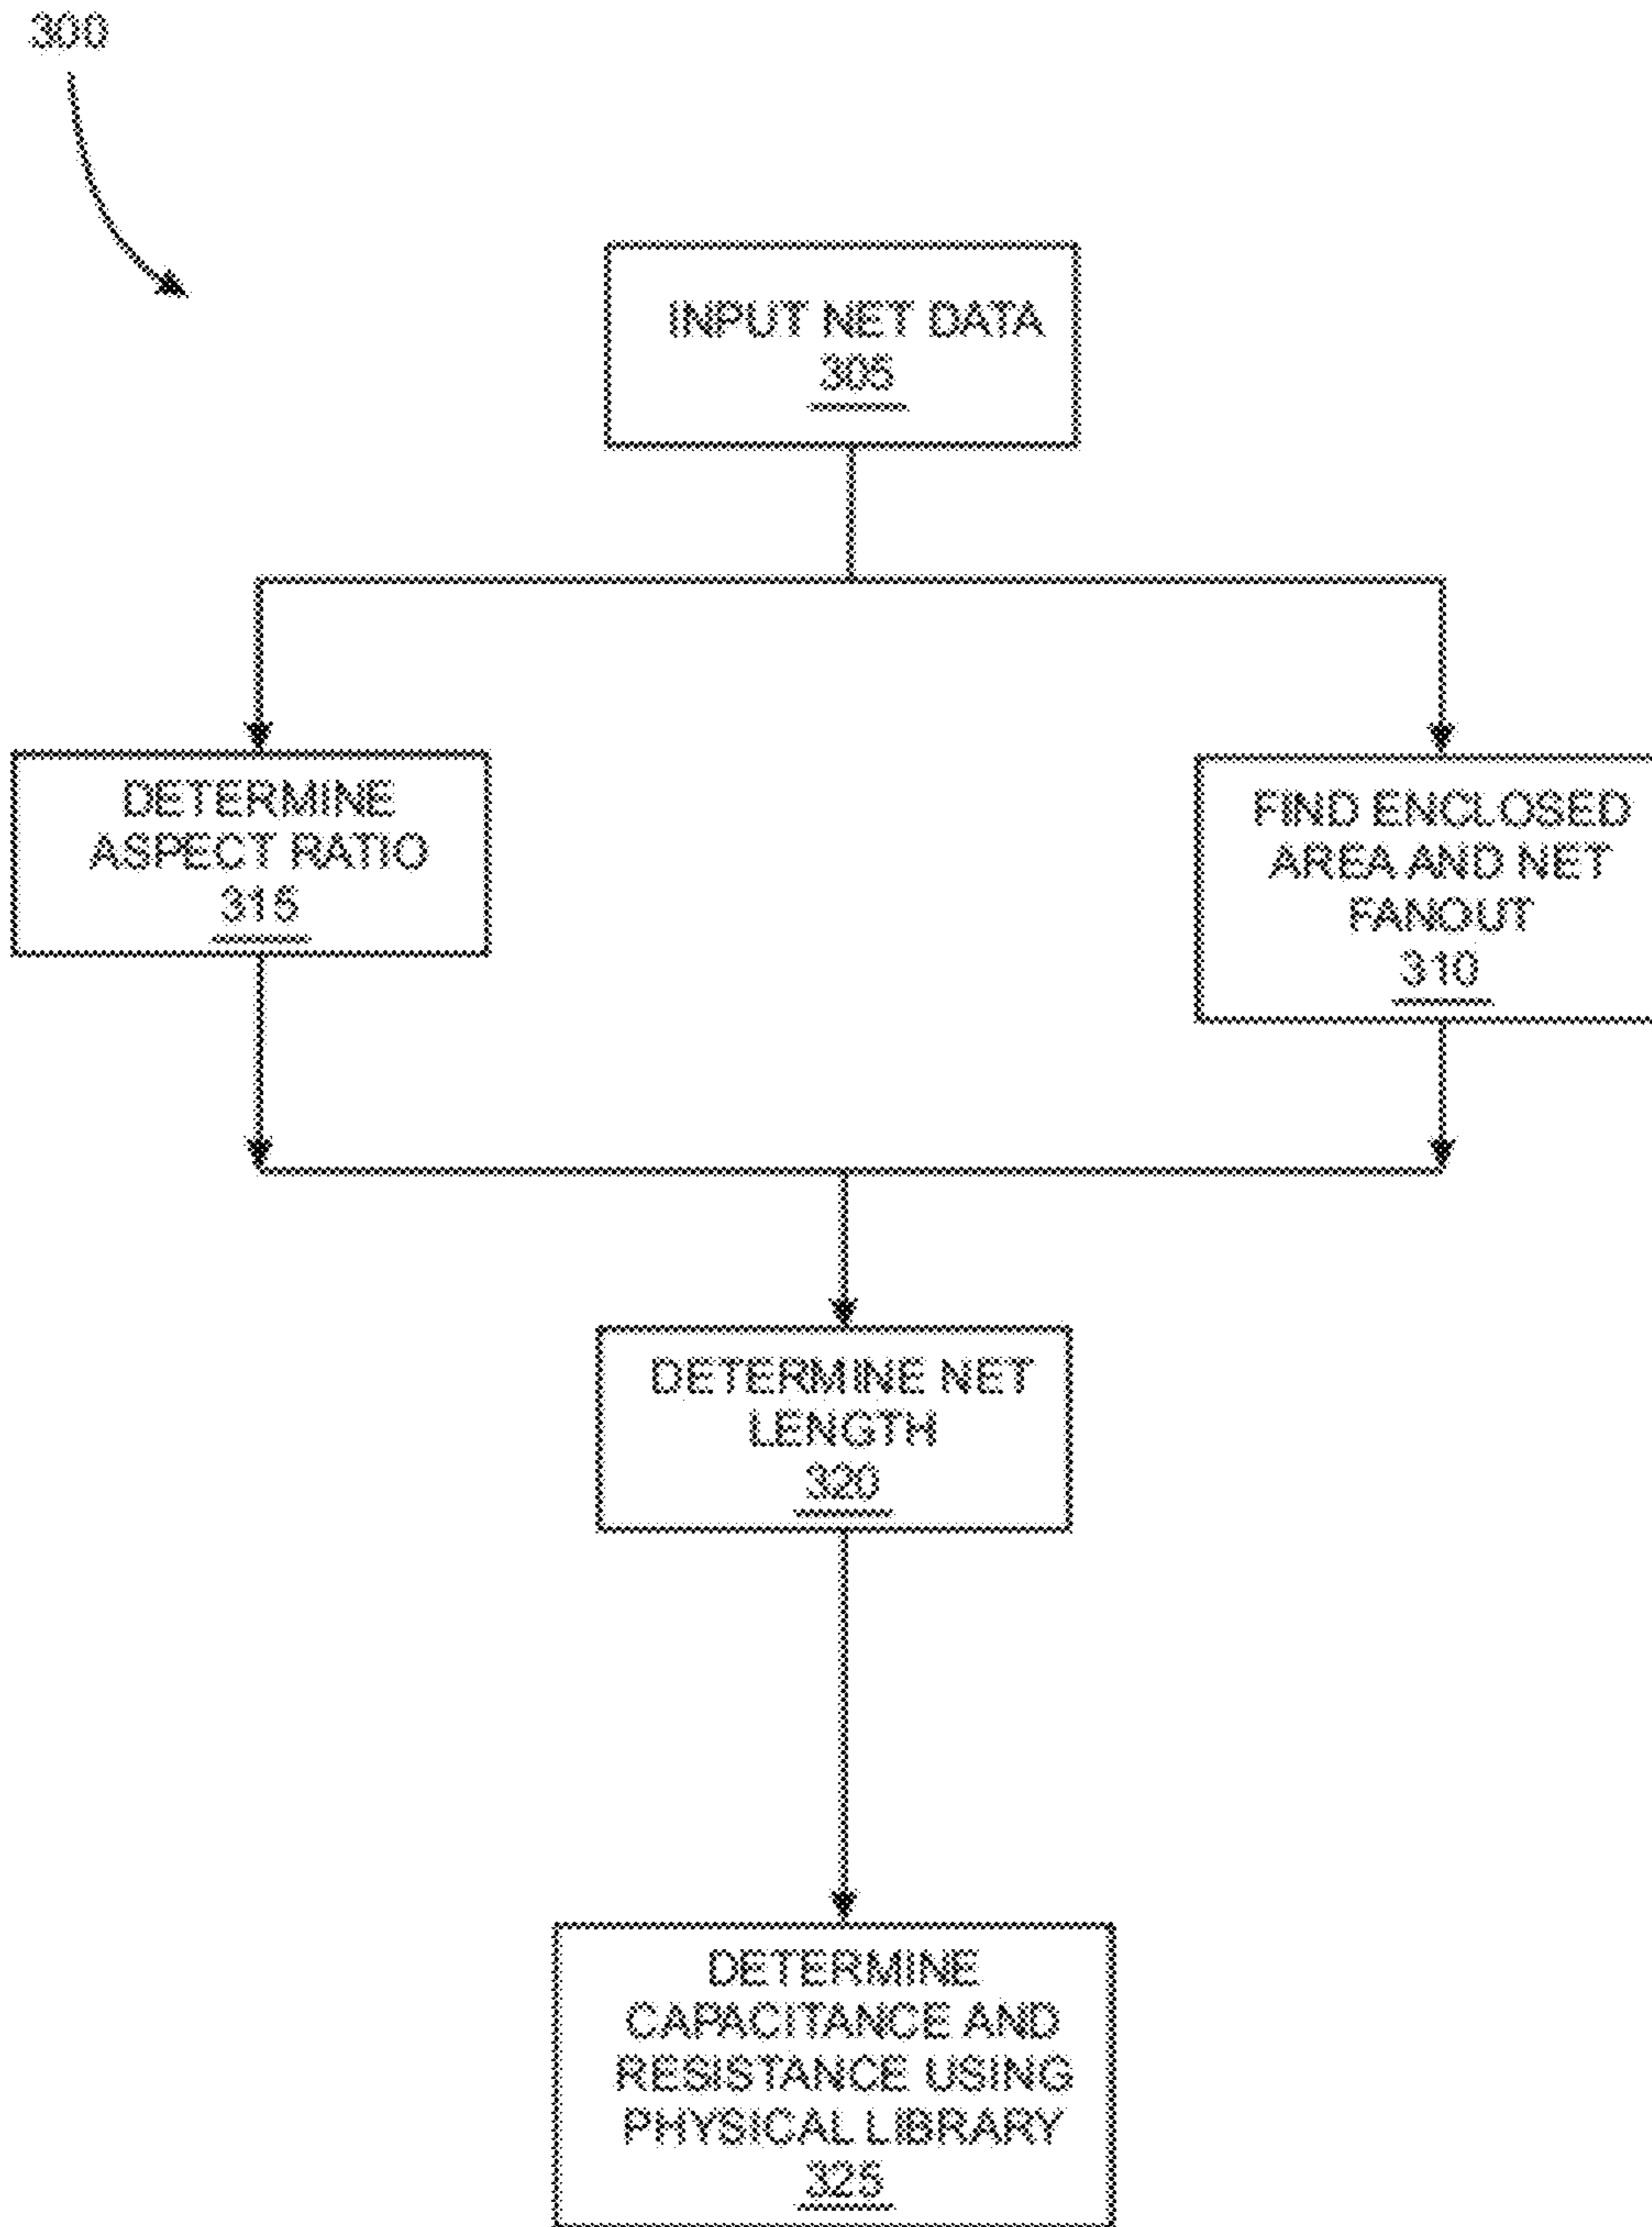 300
INPUT NET DATA
305
DETERMINE
ASPECT RATIO
315
FIND ENCLOSED
AREA AND NET
FANOUT
310
DETERMINE NET
LENGTH
320
DETERMINE
CAPACITANCE AND
RESISTANCE USING
PHYSICAL LIBRARY
325